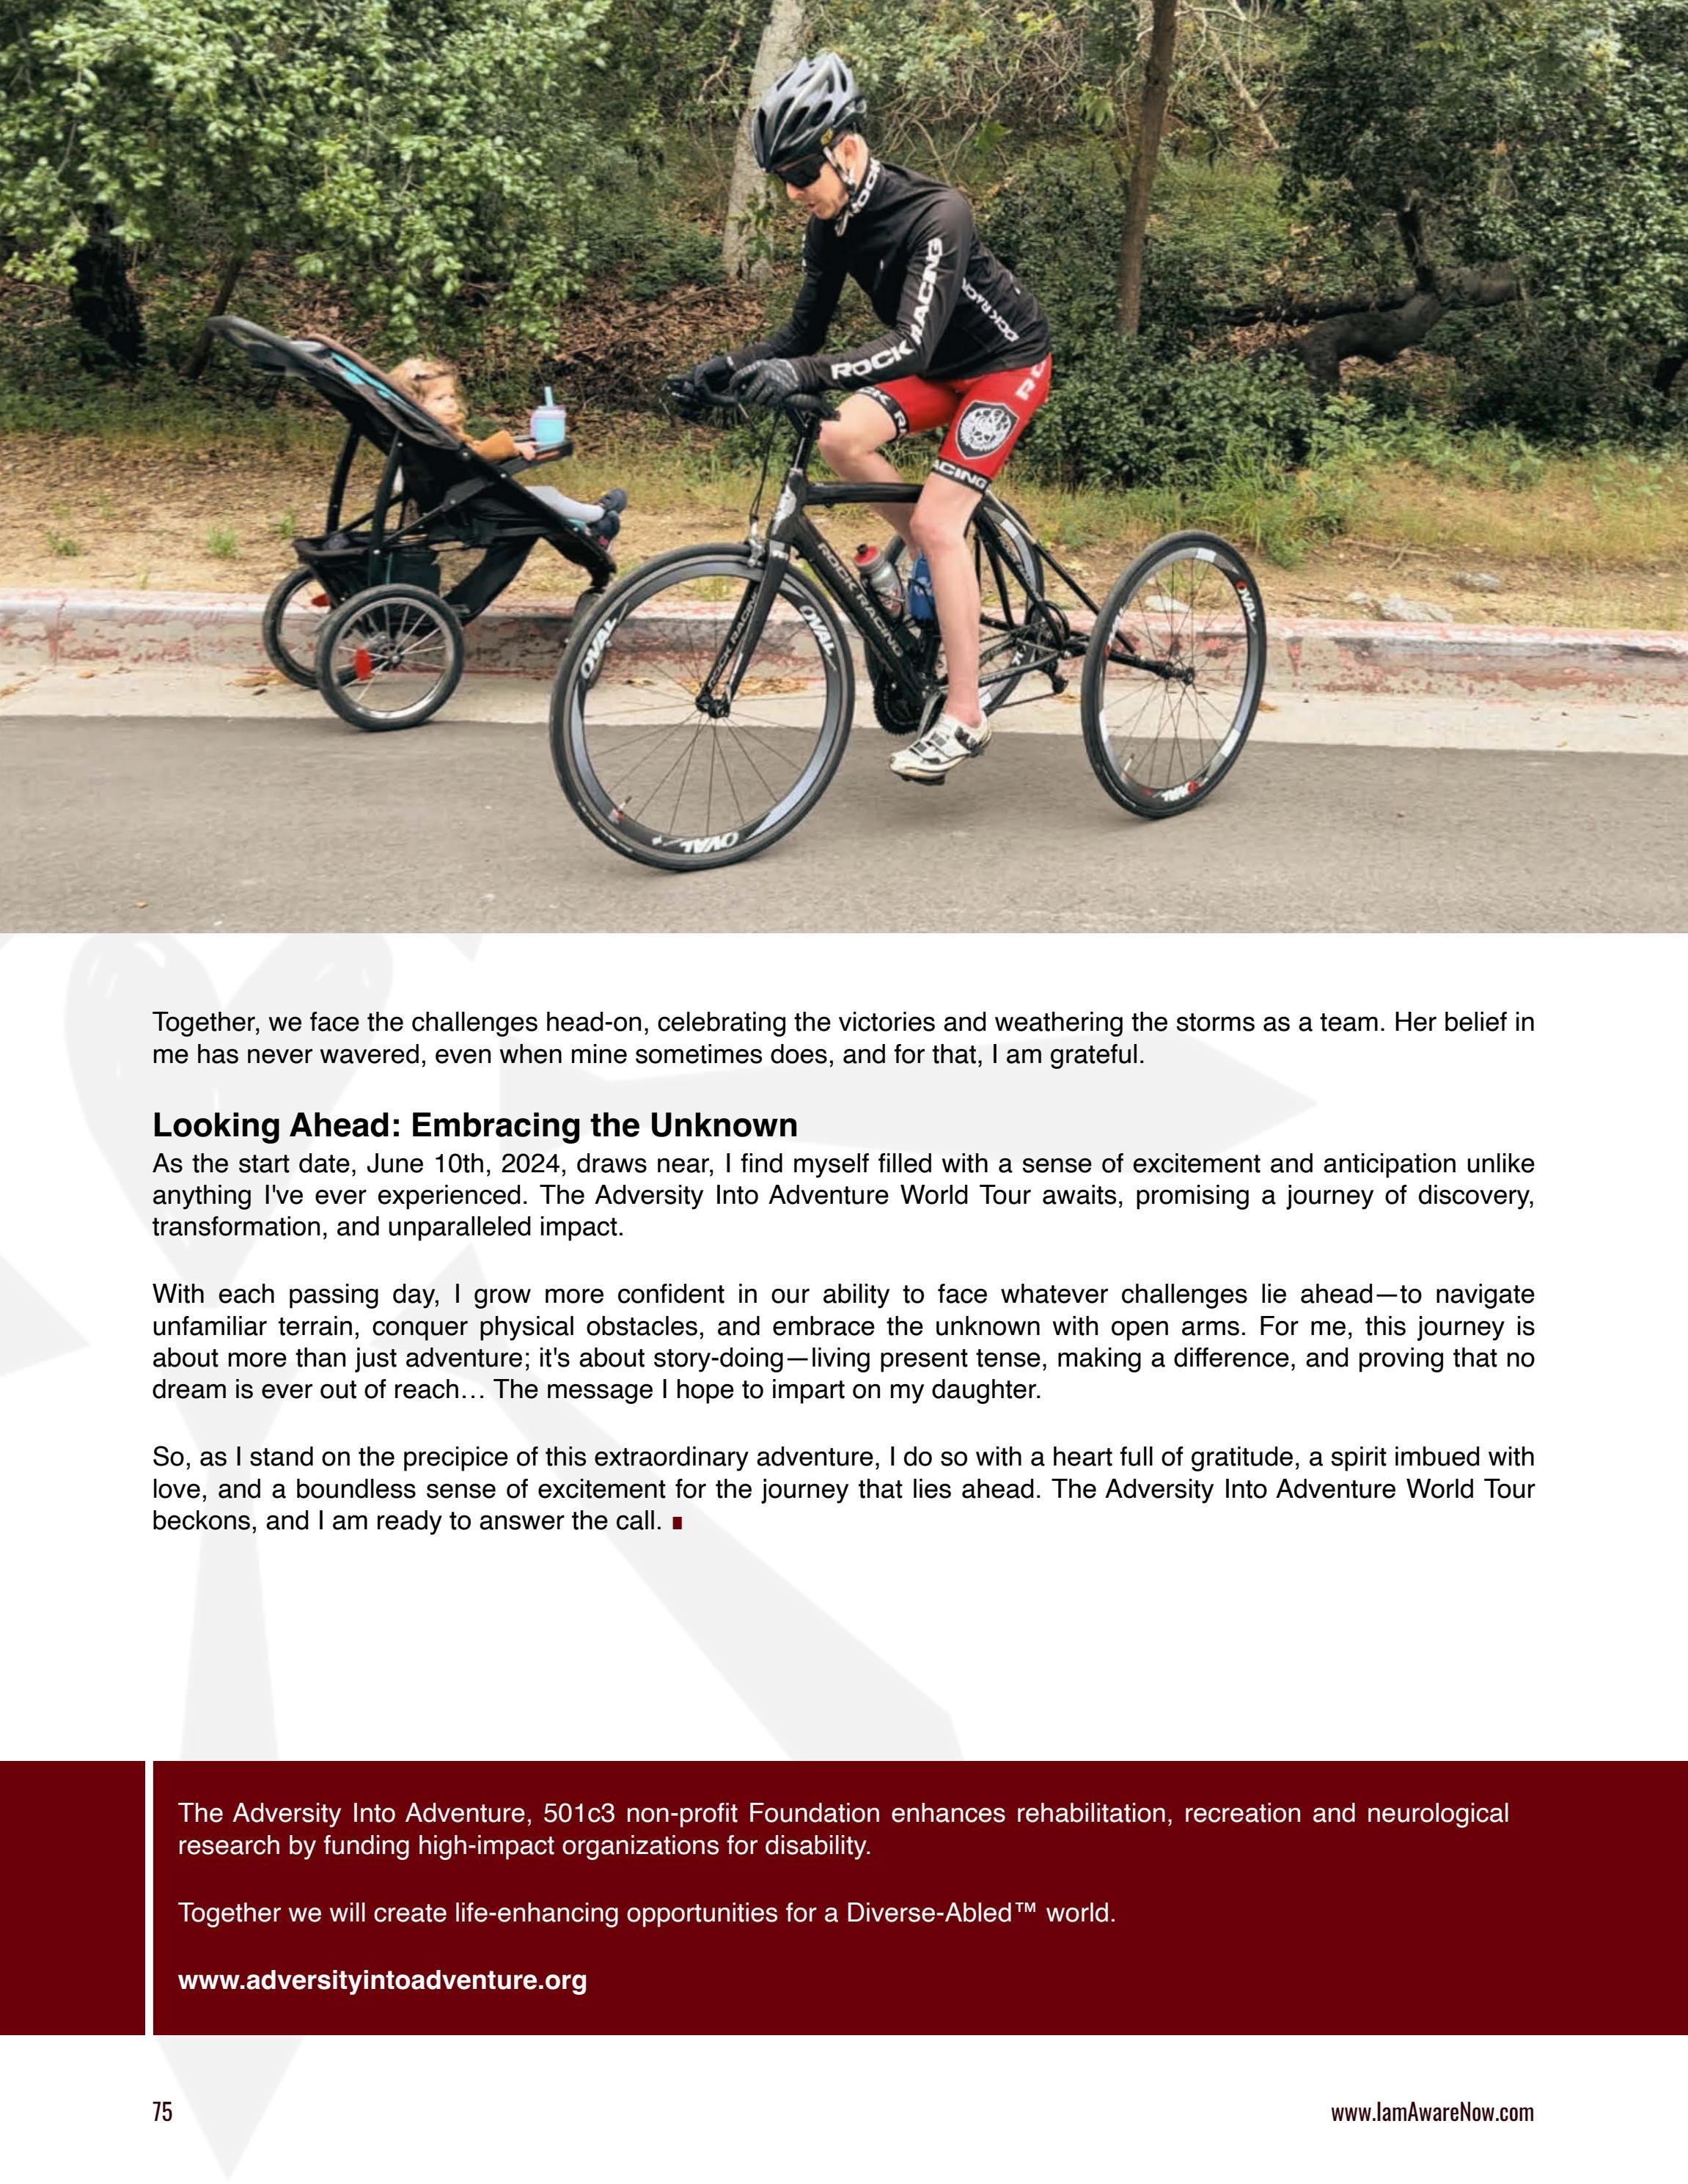 ROCK
ROCK RACING
OCK RACK
ROCK RACING
OVAL
OVAL
OVAL
OVAL
Together, we face the challenges head-on, celebrating the victories and weathering the storms as a team. Her belief in
me has never wavered, even when mine sometimes does, and for that, I am grateful.
Looking Ahead: Embracing the Unknown
As the start date, June 10th, 2024, draws near, I find myself filled with a sense of excitement and anticipation unlike
anything I've ever experienced. The Adversity Into Adventure World Tour awaits, promising a journey of discovery,
transformation, and unparalleled impact.
With each passing day, I grow more confident in our ability to face whatever challenges lie ahead—to navigate
unfamiliar terrain, conquer physical obstacles, and embrace the unknown with open arms. For me, this journey is
about more than just adventure; it's about story-doing—living present tense, making a difference, and proving that no
dream is ever out of reach… The message I hope to impart on my daughter.
So, as I stand on the precipice of this extraordinary adventure, I do so with a heart full of gratitude, a spirit imbued with
love, and a boundless sense of excitement for the journey that lies ahead. The Adversity Into Adventure World Tour
beckons, and I am ready to answer the call.
The Adversity Into Adventure, 501c3 non-profit Foundation enhances rehabilitation, recreation and neurological
research by funding high-impact organizations for disability.
Together we will create life-enhancing opportunities for a Diverse-Abled™ world.
www.adversityintoadventure.org
75
www.IamAwareNow.com